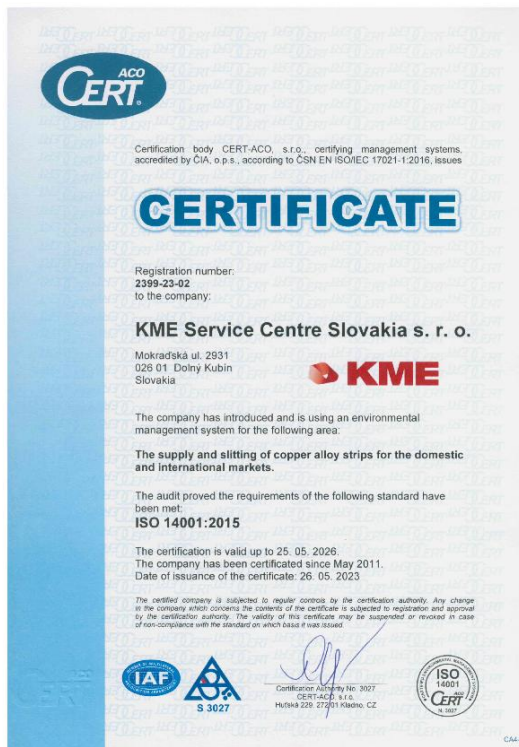 ACO
CERT®
Certification body CERT-ACO, s.r.o., certifying management systems,
accredited by ČIA, o.p.s., according to ČSN EN ISO/IEC 17021-1:2016, issues
CERTIFICATE
Registration number:
2399-23-02
to the company:
KME Service Centre Slovakia s. r. o.
Mokraďská ul. 2931
026 01 Dolný Kubín
Slovakia
KME
The company has introduced and is using an environmental
management system for the following area:
The supply and slitting of copper alloy strips for the domestic
and international markets.
The audit proved the requirements of the following standard have
been met:
ISO 14001:2015
The certification is valid up to 25. 05. 2026.
The company has been certificated since May 2011.
Date of issuance of the certificate: 26. 05. 2023
The certified company is subjected to reguler controls by the certification authority. Any change
in the company which concerns the contents of the certificate is subjected to registration and approval
by the certification authority. The validity of this certificate may be suspended or revoked in case
of non-compliance with the standard on which basis it was issued.
IAF
S 3027
Certification Authority No. 3027
CERT-ACO, s.r.o.
Huťská 229, 272 01 Kladno, CZ
ISO
14001
ACO
CERT
N. 3027
CA4